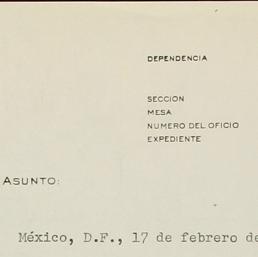 DEPENDENCIA
SECCION
MESA
NUMERO DEL OFICIO
EXPEDIENTE
ASUNTO:
México, D.F., 17 de febrero de